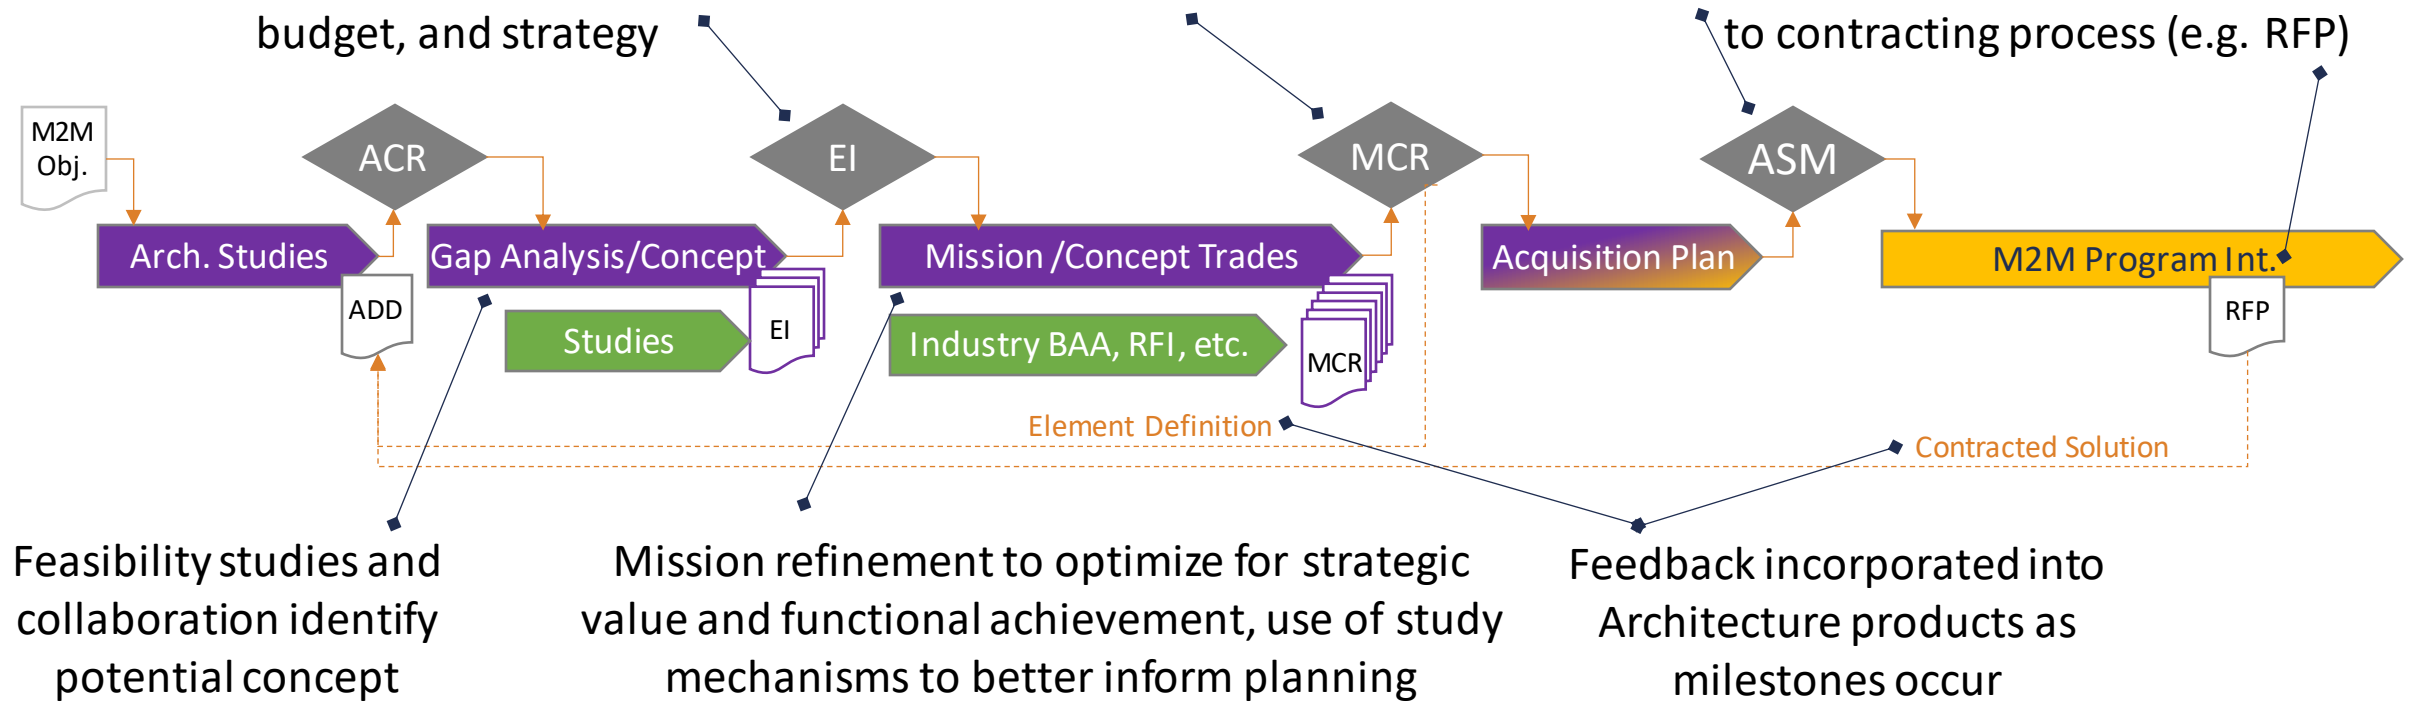 budget, and strategy
to contracting process (e.g. RFP)
M2M
Obj.
ACR
EI
MCR
ASM
Arch. Studies
Gap Analysis/Concept
Mission /Concept Trades
Acquisition Plan
M2M Program Int.
ADD
Studies
EI
Industry BAA, RFI, etc.
MCR
RFP
Element Definition
Contracted Solution
Feasibility studies and
collaboration identify
potential concept
Mission refinement to optimize for strategic
value and functional achievement, use of study
mechanisms to better inform planning
Feedback incorporated into
Architecture products as
milestones occur